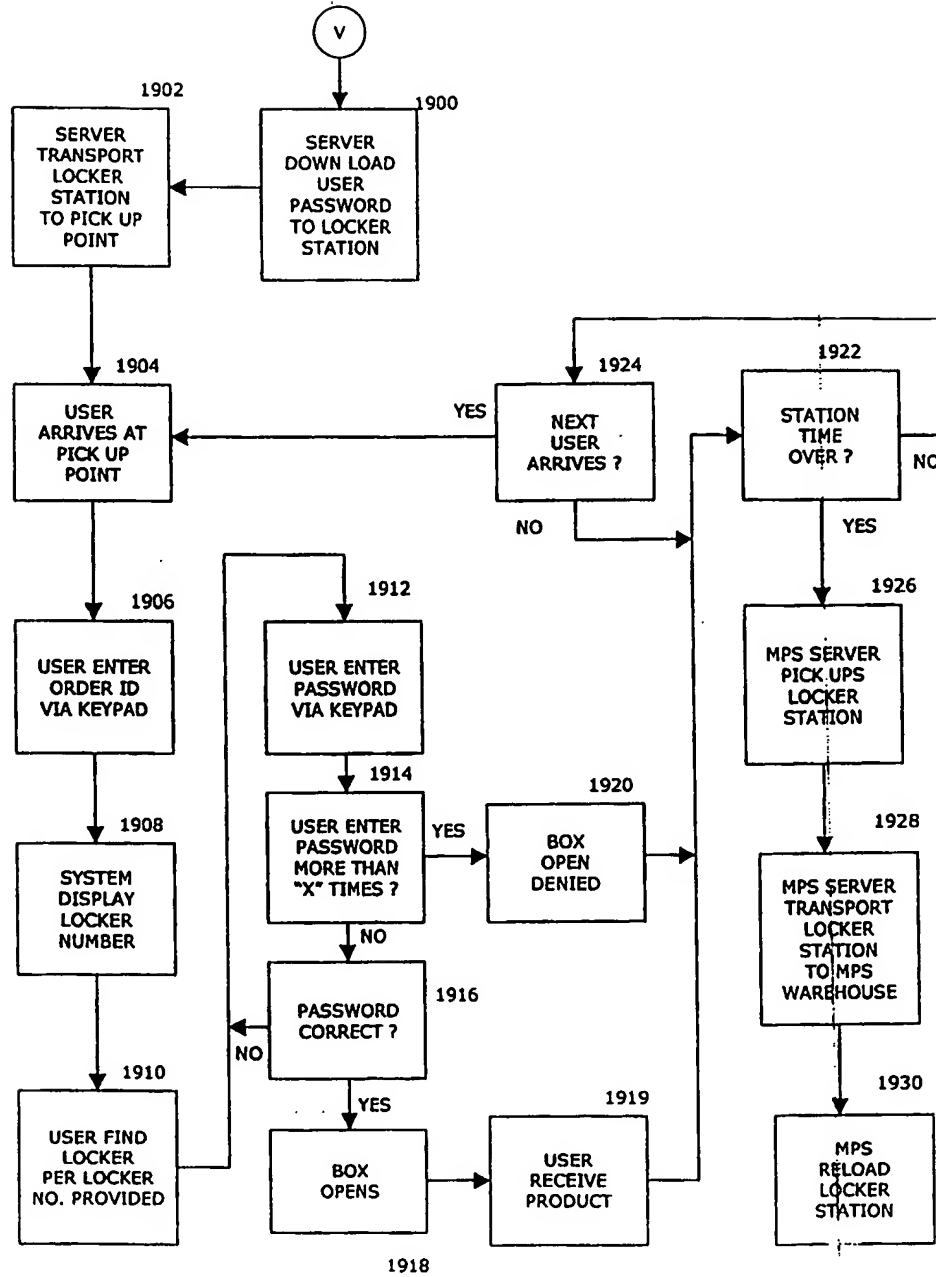 V
1902
1900
SERVER
TRANSPORT
LOCKER
STATION
TO PICK UP
POINT
SERVER
DOWN LOAD
USER
PASSWORD
TO LOCKER
STATION
1904
USER
ARRIVES AT
PICK UP
POINT
YES
1924
NEXT
USER
ARRIVES ?
NO
1922
STATION
TIME
OVER ?
NO
YES
1906
USER ENTER
ORDER ID
VIA KEYPAD
1912
USER ENTER
PASSWORD
VIA KEYPAD
1926
MPS SERVER
PICK UPS
LOCKER
STATION
1914
USER ENTER
PASSWORD
MORE THAN
"X" TIMES ?
YES
NO
1920
BOX
OPEN
DENIED
1908
SYSTEM
DISPLAY
LOCKER
NUMBER
1928
MPS SERVER
TRANSPORT
LOCKER
STATION
TO MPS
WAREHOUSE
1916
PASSWORD
CORRECT ?
NO
YES
1910
USER FIND
LOCKER
PER LOCKER
NO. PROVIDED
BOX
OPENS
1918
1919
USER
RECEIVE
PRODUCT
1930
MPS
RELOAD
LOCKER
STATION